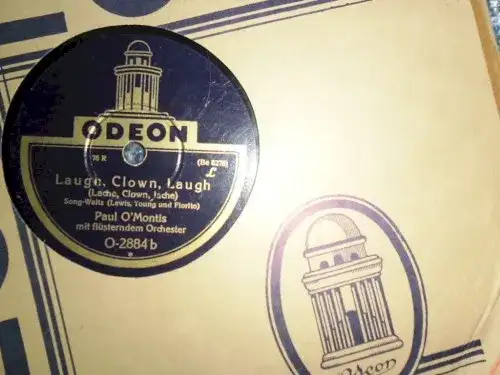 ODEON
76 R
(Be 8276)
L
Laugh, Clown, Laugh
(Lache, Clown, lache)
Song-Waltz (Lewis, Young und Fiorito)
Paul O'Montis
mit flüsterndem Orchester
O-2884 b
Odeon